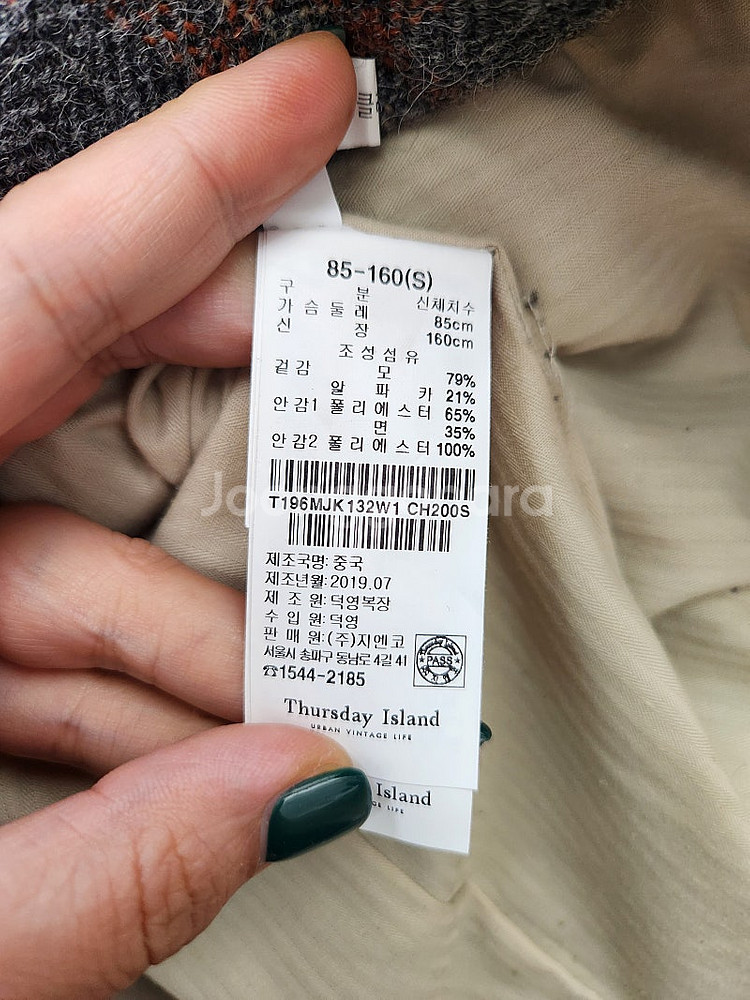 85-160(S)
구 분 신체치수
가슴둘레 85cm
신 장 160cm
조성섬유
겉감 모 79%
알 파 카 21%
안감1 폴리에스터 65%
면 35%
안감2 폴리에스터 100%
T196MJK132W1 CH200S
제조국명: 중국
제조년월: 2019.07
제 조 원: 덕영복장
수 입 원: 덕영
판 매 원: (주)지엔코
서울시 송파구 동남로 4길 41
☎1544-2185
PASS
Thursday Island
URBAN VINTAGE LIFE
Island
LIFE